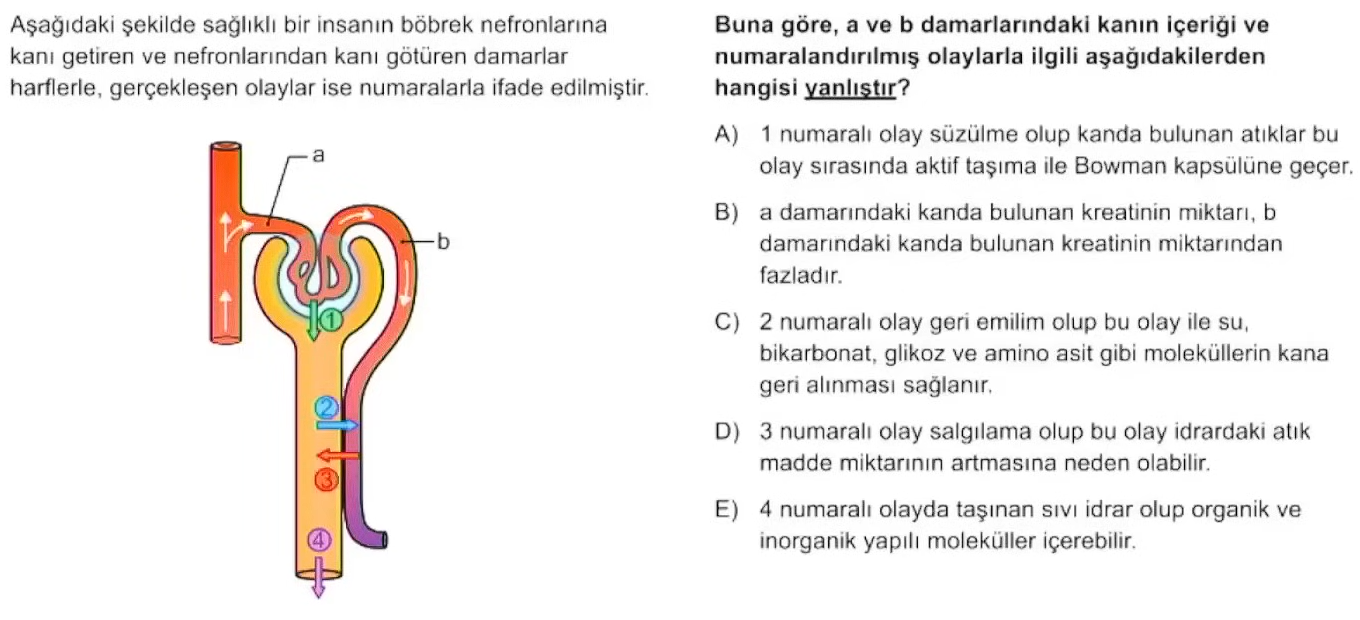 Aşağıdaki şekilde sağlıklı bir insanın böbrek nefronlarına
kanı getiren ve nefronlarından kanı götüren damarlar
harflerle, gerçekleşen olaylar ise numaralarla ifade edilmiştir.
a
b
1
2
3
4
Buna göre, a ve b damarlarındaki kanın içeriği ve
numaralandırılmış olaylarla ilgili aşağıdakilerden
hangisi yanlıştır?
A) 1 numaralı olay süzülme olup kanda bulunan atıklar bu
olay sırasında aktif taşıma ile Bowman kapsülüne geçer.
B) a damarındaki kanda bulunan kreatinin miktarı, b
damarındaki kanda bulunan kreatinin miktarından
fazladır.
C) 2 numaralı olay geri emilim olup bu olay ile su,
bikarbonat, glikoz ve amino asit gibi moleküllerin kana
geri alınması sağlanır.
D) 3 numaralı olay salgılama olup bu olay idrardaki atık
madde miktarının artmasına neden olabilir.
E) 4 numaralı olayda taşınan sıvı idrar olup organik ve
inorganik yapılı moleküller içerebilir.